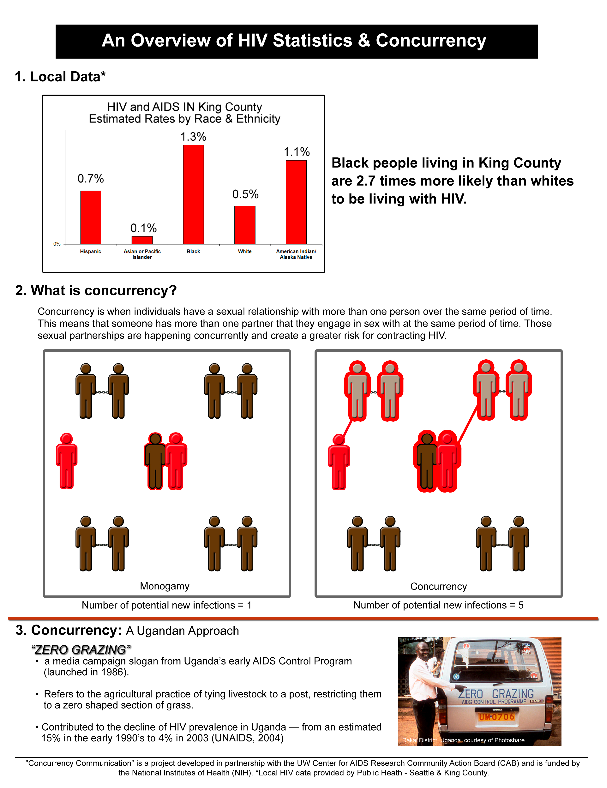 An Overview of HIV Statistics & Concurrency
1. Local Data*
HIV and AIDS IN King County
Estimated Rates by Race & Ethnicity
1.3%
1.1%
0.7%
0.5%
0.1%
0%
Hispanic
Asian or Pacific
Islander
Black
White
American Indian/
Alaska Native
Black people living in King County
are 2.7 times more likely than whites
to be living with HIV.
2. What is concurrency?
Concurrency is when individuals have a sexual relationship with more than one person over the same period of time.
This means that someone has more than one partner that they engage in sex with at the same period of time. Those
sexual partnerships are happening concurrently and create a greater risk for contracting HIV.
Monogamy
Concurrency
Number of potential new infections = 1
Number of potential new infections = 5
3. Concurrency: A Ugandan Approach
"ZERO GRAZING"
• a media campaign slogan from Uganda's early AIDS Control Program
(launched in 1986).
• Refers to the agricultural practice of tying livestock to a post, restricting them
to a zero shaped section of grass.
• Contributed to the decline of HIV prevalence in Uganda — from an estimated
15% in the early 1990's to 4% in 2003 (UNAIDS, 2004)
ZERO GRAZING
AIDS CONTROL PROGRAMME
District Uganda, courtesy of Photoshare
"Concurrency Communication" is a project developed in partnership with the UW Center for AIDS Research Community Action Board (CAB) and is funded by
the National Institutes of Health (NIH). *Local HIV data provided by Public Heath - Seattle & King County.